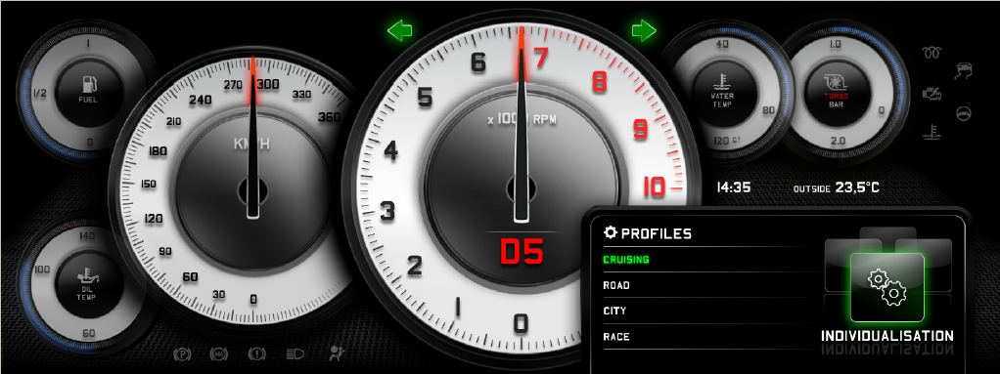 1
FUEL
1/2
0
270
300
240
330
210
360
180
KM/H
150
120
90
60
30
0
140
100
OIL
TEMP
60
6
7
5
8
x 1000 RPM
4
9
3
10
2
D5
1
0
40
WATER
TEMP
80
120 C°
1.0
TURBO
BAR
0
2.0
14:35
OUTSIDE 23,5°C
PROFILES
CRUISING
ROAD
CITY
RACE
INDIVIDUALISATION
(P)
(ABS)
(!)